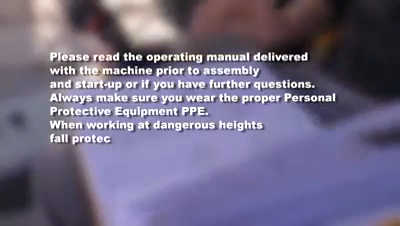 Please read the operating manual delivered
with the machine prior to assembly
and start-up or if you have further questions.
Always make sure you wear the proper Personal
Protective Equipment PPE.
When working at dangerous heights
fall protec